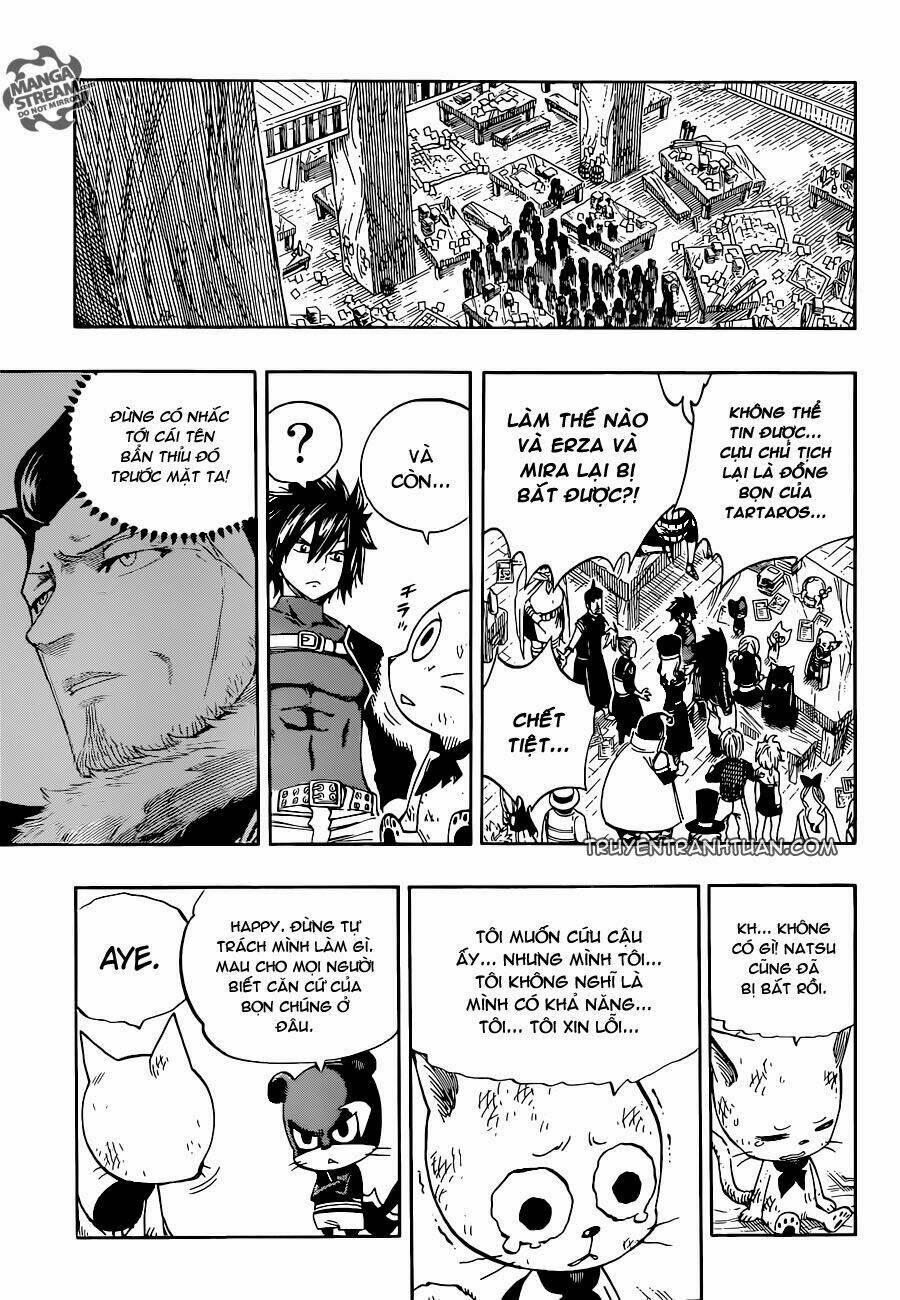 MANGA
STREAM
DO NOT MIRROR
KHÔNG THỂ
TIN ĐƯỢC...
CỰU CHỦ TỊCH
LẠI LÀ ĐỒNG
BỌN CỦA
TARTAROS...
LÀM THẾ NÀO
VÀ ERZA VÀ
MIRA LẠI BỊ
BẮT ĐƯỢC?!
CHẾT
TIỆT...
TRUYENTRANHTUAN.COM
VÀ
CÒN...
?
ĐỪNG CÓ NHẮC
TỚI CÁI TÊN
BẨN THỈU ĐÓ
TRƯỚC MẶT TA!
KH... KHÔNG
CÓ GÌ! NATSU
CŨNG ĐÃ
BỊ BẮT RỒI.
TÔI MUỐN CỨU CẬU
ẤY... NHƯNG MÌNH TÔI...
TÔI KHÔNG NGHĨ LÀ
MÌNH CÓ KHẢ NĂNG...
TÔI... TÔI XIN LỖI...
HAPPY. ĐỪNG TỰ
TRÁCH MÌNH LÀM GÌ.
MAU CHO MỌI NGƯỜI
BIẾT CĂN CỨ CỦA
BỌN CHÚNG Ở
ĐÂU.
AYE.